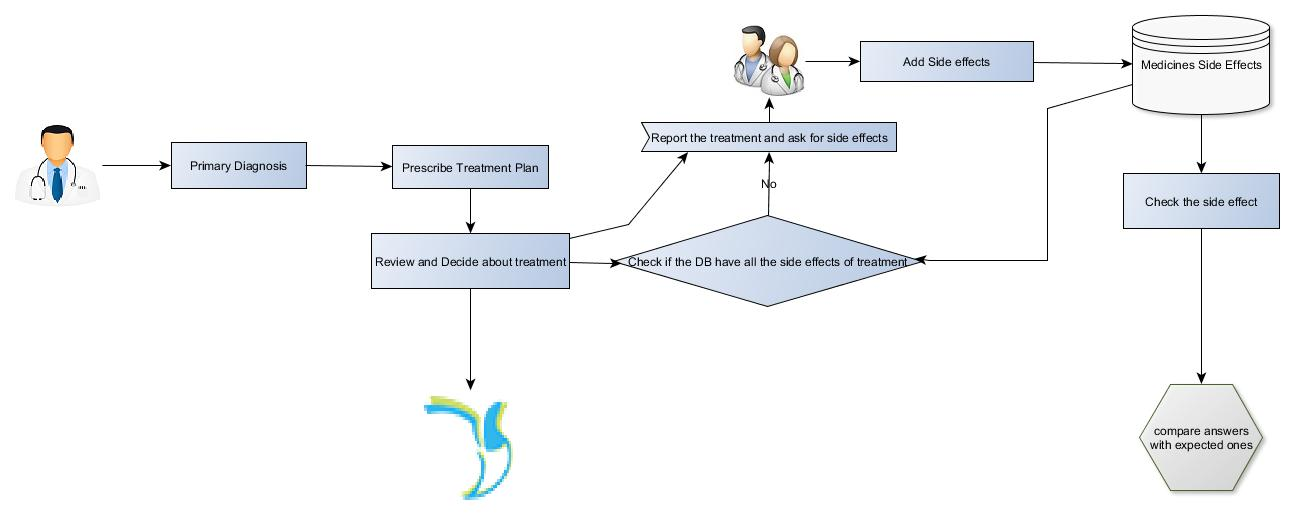 Add Side effects
Medicines Side Effects
Report the treatment and ask for side effects
Primary Diagnosis
Prescribe Treatment Plan
No
Check the side effect
Review and Decide about treatment
Check if the DB have all the side effects of treatment
compare answers
with expected ones